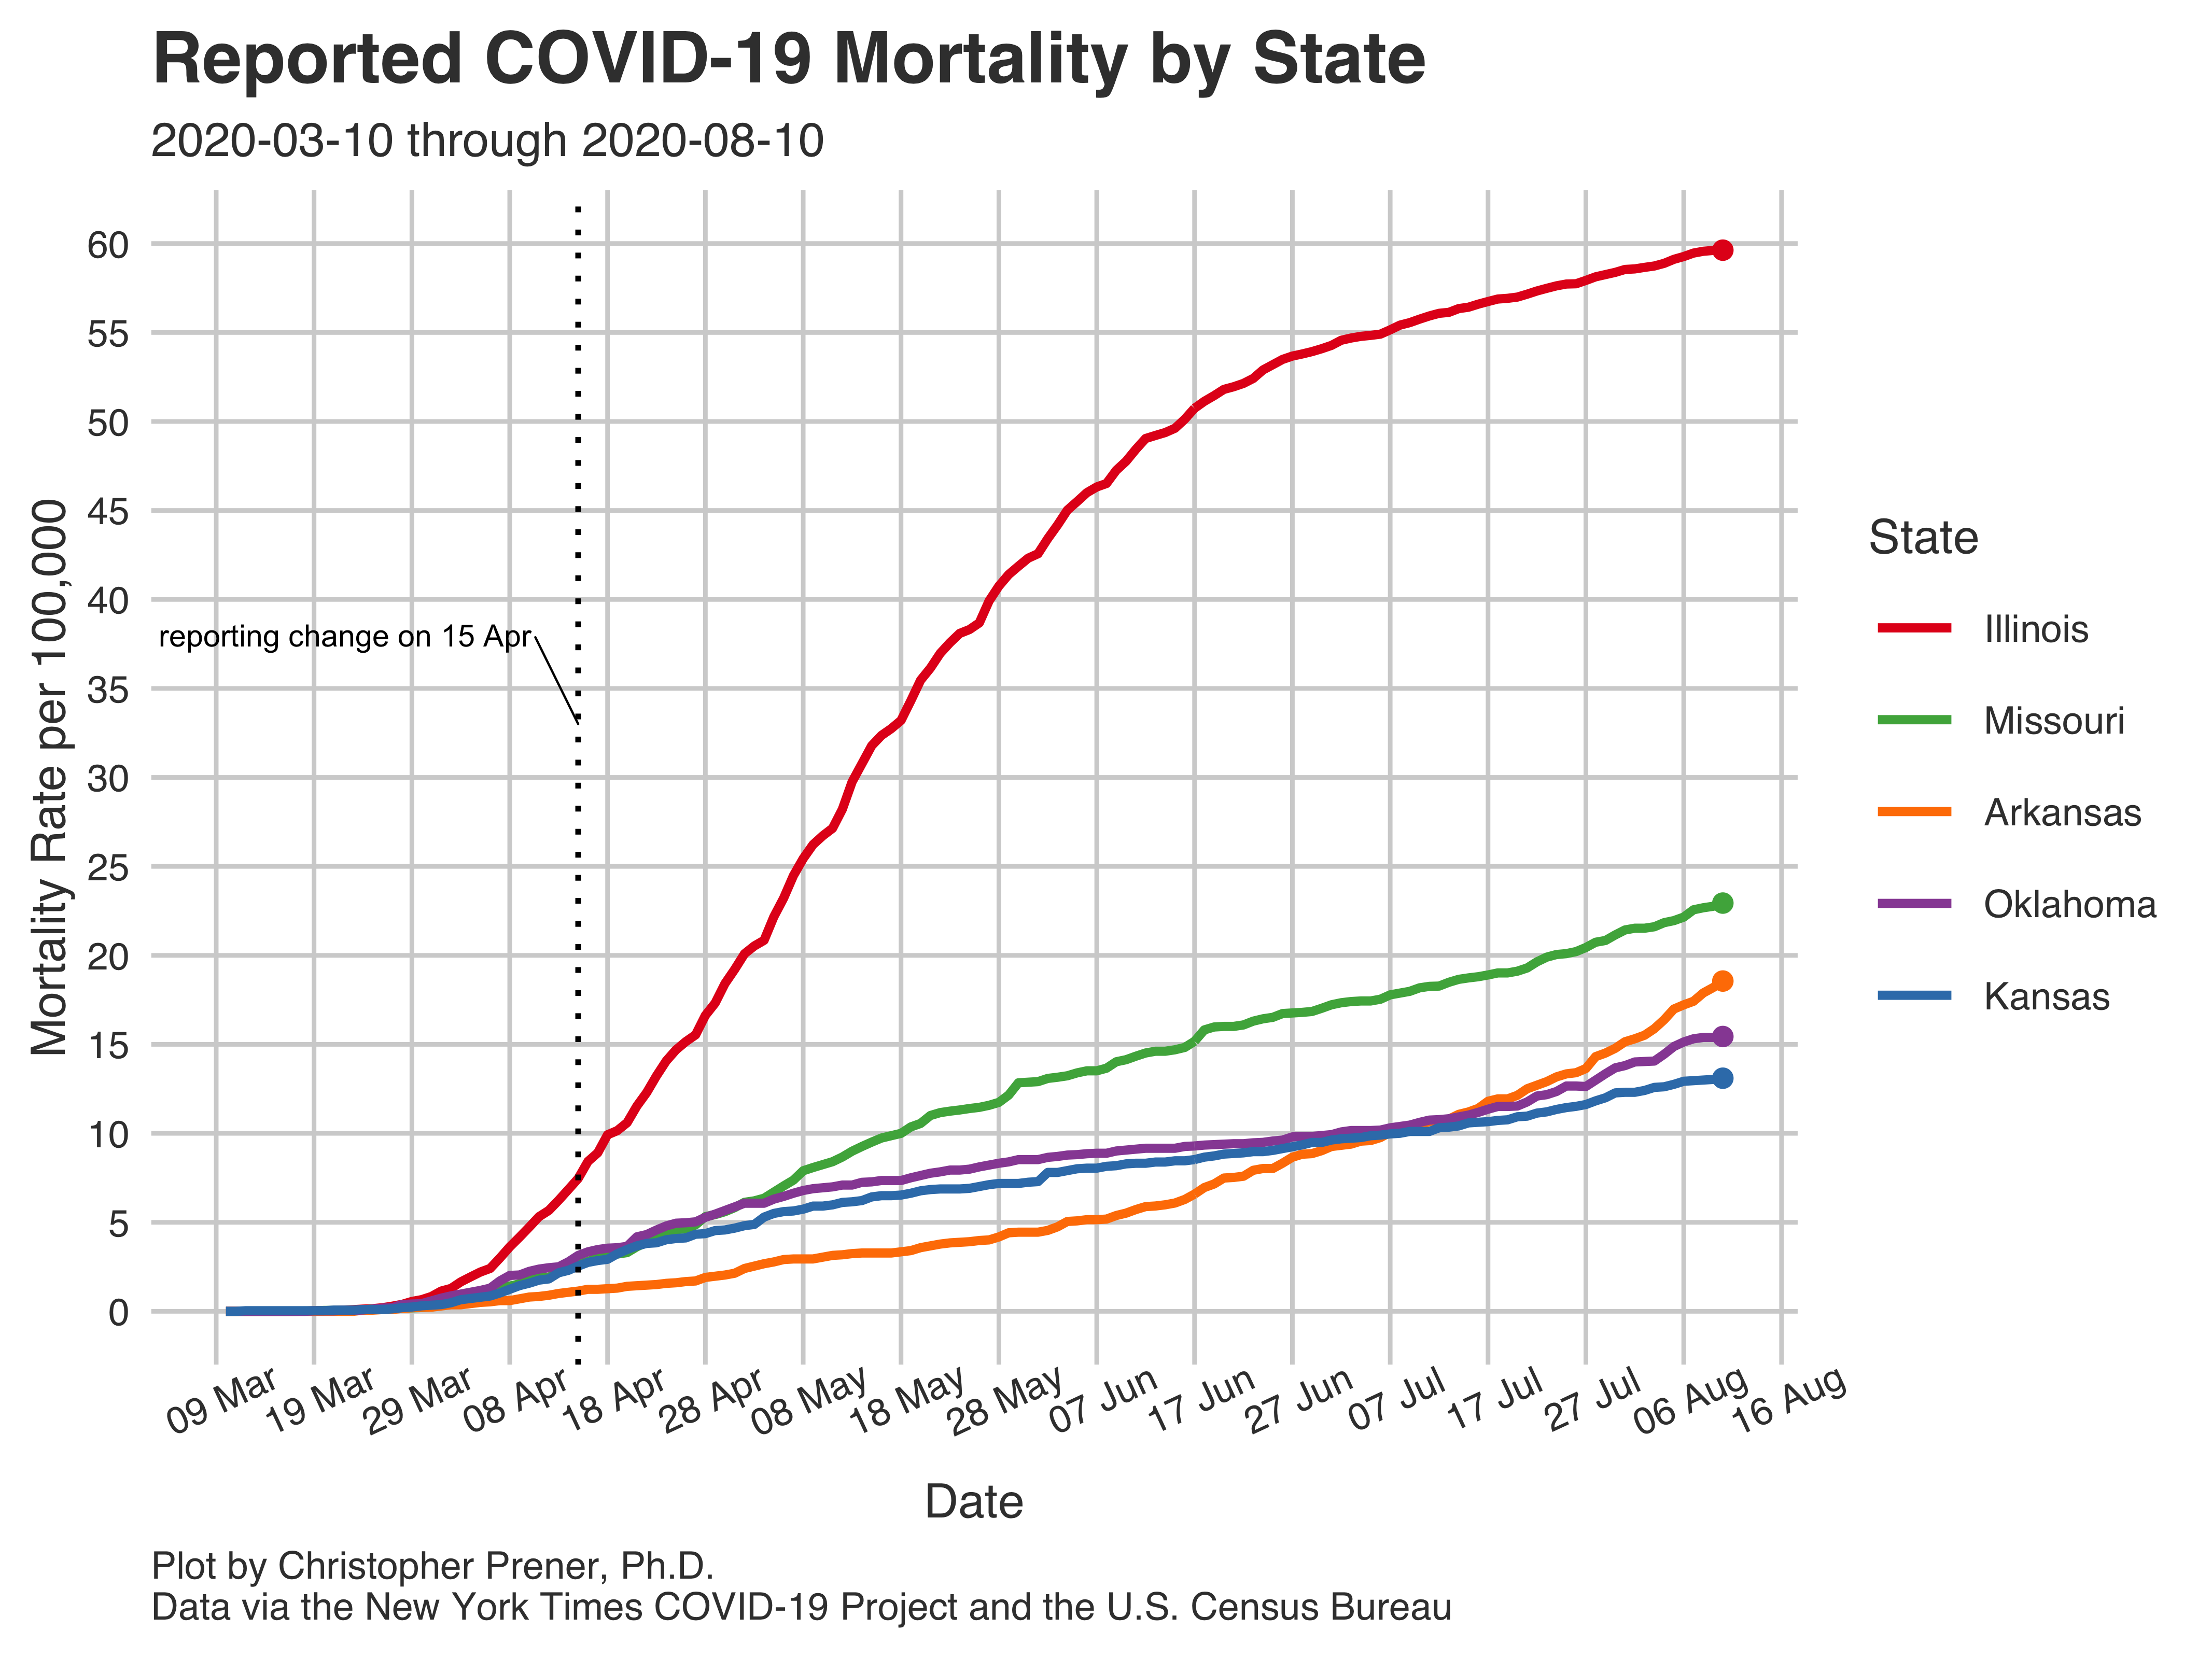 Reported COVID-19 Mortality by State
2020-03-10 through 2020-08-10
Mortality Rate per 100,000
60
55
50
45
40
35
30
25
20
15
10
5
0
reporting change on 15 Apr
09 Mar
19 Mar
29 Mar
08 Apr
18 Apr
28 Apr
08 May
18 May
28 May
07 Jun
17 Jun
27 Jun
07 Jul
17 Jul
27 Jul
06 Aug
16 Aug
Date
State
Illinois
Missouri
Arkansas
Oklahoma
Kansas
Plot by Christopher Prener, Ph.D.
Data via the New York Times COVID-19 Project and the U.S. Census Bureau